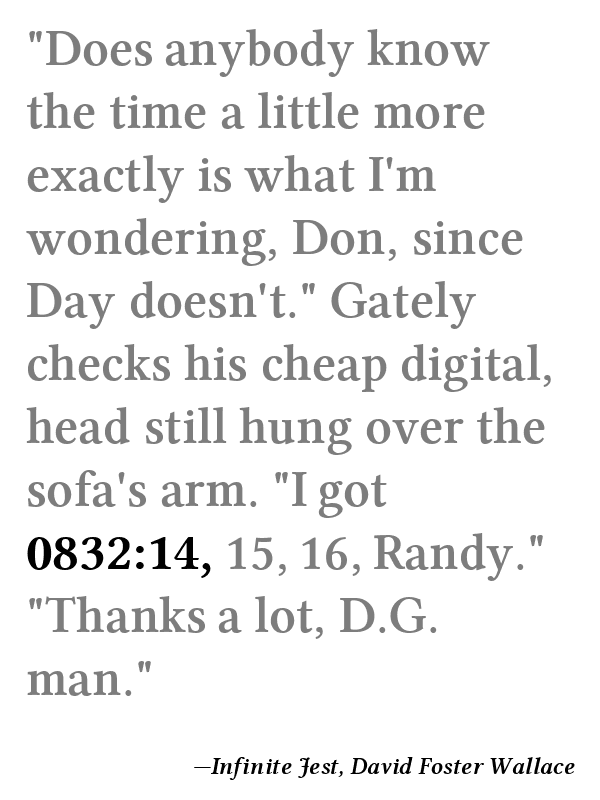 "Does anybody know
the time a little more
exactly is what I'm
wondering, Don, since
Day doesn't." Gately
checks his cheap digital,
head still hung over the
sofa's arm. "I got
0832:14, 15, 16, Randy."
"Thanks a lot, D.G.
man."
—Infinite Jest, David Foster Wallace